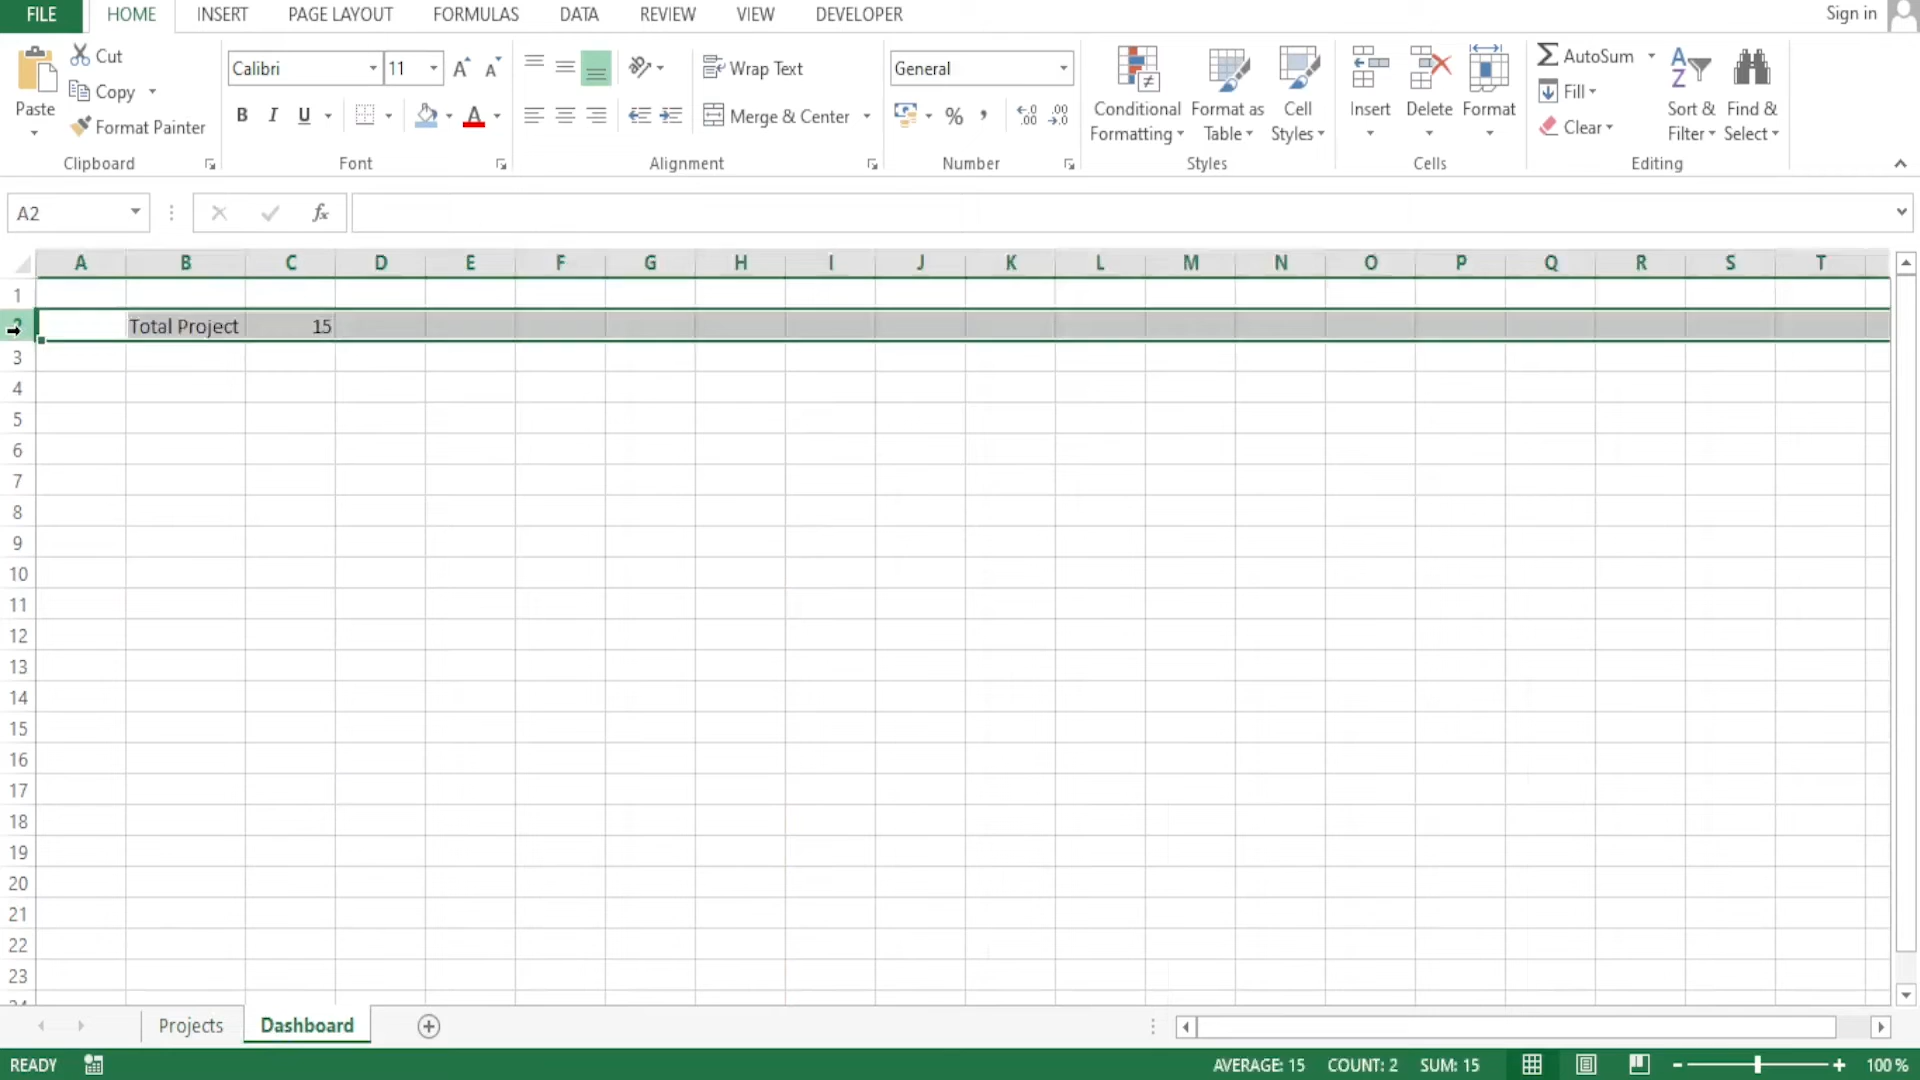 FILE HOME INSERT PAGE LAYOUT FORMULAS DATA REVIEW VIEW DEVELOPER Sign in
Paste Cut Copy Format Painter
Clipboard
Calibri 11
B I U A
Font
Wrap Text
Merge & Center
Alignment
General
% ,
Number
Conditional Formatting Format as Table Cell Styles
Styles
Insert Delete Format
Cells
AutoSum
Fill
Clear
Sort & Filter Find & Select
Editing
A2 fx
A B C D E F G H I J K L M N O P Q R S T
1
2 Total Project 15
3
4
5
6
7
8
9
10
11
12
13
14
15
16
17
18
19
20
21
22
23
Projects Dashboard
READY AVERAGE: 15 COUNT: 2 SUM: 15 100 %